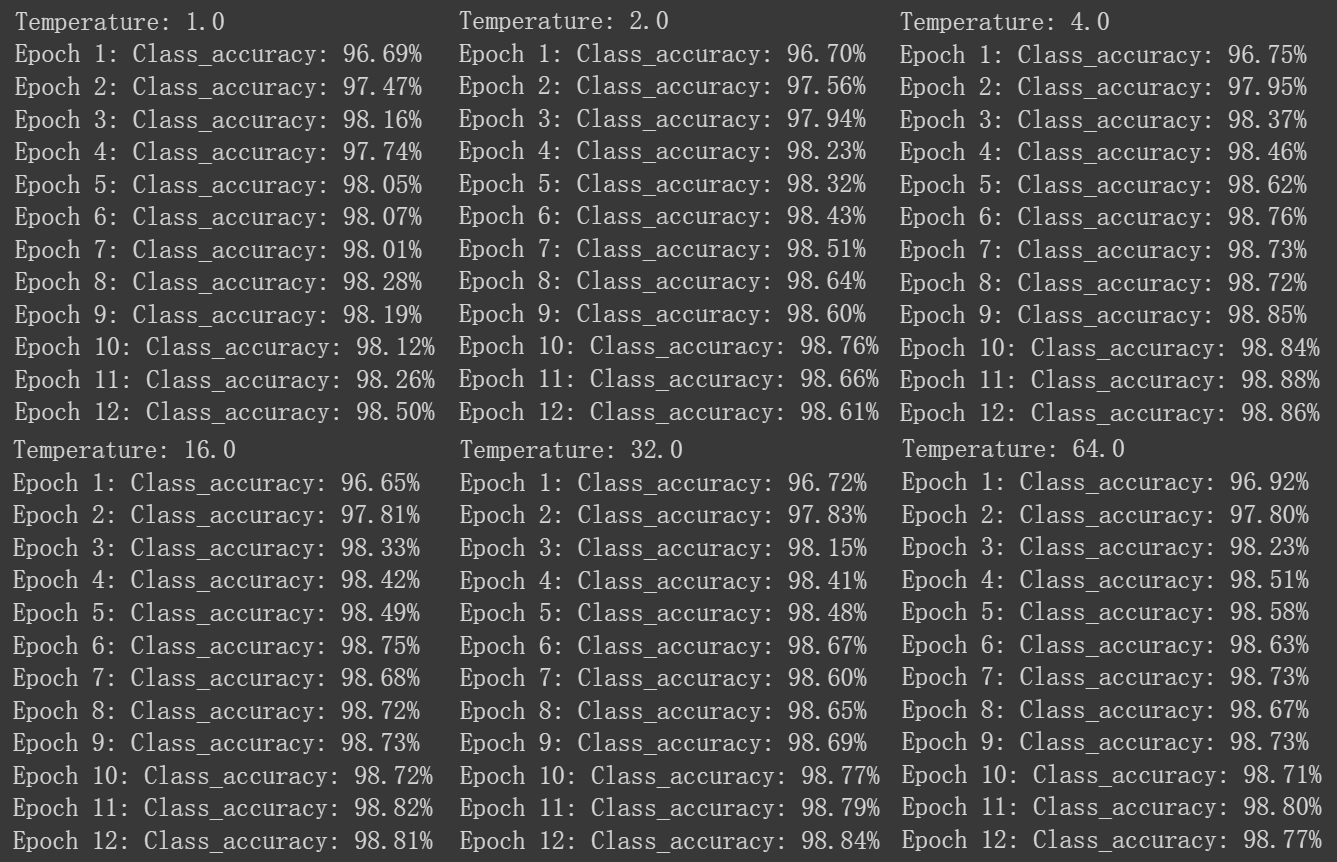 Temperature: 1.0
Epoch 1: Class_accuracy: 96.69%
Epoch 2: Class_accuracy: 97.47%
Epoch 3: Class_accuracy: 98.16%
Epoch 4: Class_accuracy: 97.74%
Epoch 5: Class_accuracy: 98.05%
Epoch 6: Class_accuracy: 98.07%
Epoch 7: Class_accuracy: 98.01%
Epoch 8: Class_accuracy: 98.28%
Epoch 9: Class_accuracy: 98.19%
Epoch 10: Class_accuracy: 98.12%
Epoch 11: Class_accuracy: 98.26%
Epoch 12: Class_accuracy: 98.50%
Temperature: 2.0
Epoch 1: Class_accuracy: 96.70%
Epoch 2: Class_accuracy: 97.56%
Epoch 3: Class_accuracy: 97.94%
Epoch 4: Class_accuracy: 98.23%
Epoch 5: Class_accuracy: 98.32%
Epoch 6: Class_accuracy: 98.43%
Epoch 7: Class_accuracy: 98.51%
Epoch 8: Class_accuracy: 98.64%
Epoch 9: Class_accuracy: 98.60%
Epoch 10: Class_accuracy: 98.76%
Epoch 11: Class_accuracy: 98.66%
Epoch 12: Class_accuracy: 98.61%
Temperature: 4.0
Epoch 1: Class_accuracy: 96.75%
Epoch 2: Class_accuracy: 97.95%
Epoch 3: Class_accuracy: 98.37%
Epoch 4: Class_accuracy: 98.46%
Epoch 5: Class_accuracy: 98.62%
Epoch 6: Class_accuracy: 98.76%
Epoch 7: Class_accuracy: 98.73%
Epoch 8: Class_accuracy: 98.72%
Epoch 9: Class_accuracy: 98.85%
Epoch 10: Class_accuracy: 98.84%
Epoch 11: Class_accuracy: 98.88%
Epoch 12: Class_accuracy: 98.86%
Temperature: 16.0
Epoch 1: Class_accuracy: 96.65%
Epoch 2: Class_accuracy: 97.81%
Epoch 3: Class_accuracy: 98.33%
Epoch 4: Class_accuracy: 98.42%
Epoch 5: Class_accuracy: 98.49%
Epoch 6: Class_accuracy: 98.75%
Epoch 7: Class_accuracy: 98.68%
Epoch 8: Class_accuracy: 98.72%
Epoch 9: Class_accuracy: 98.73%
Epoch 10: Class_accuracy: 98.72%
Epoch 11: Class_accuracy: 98.82%
Epoch 12: Class_accuracy: 98.81%
Temperature: 32.0
Epoch 1: Class_accuracy: 96.72%
Epoch 2: Class_accuracy: 97.83%
Epoch 3: Class_accuracy: 98.15%
Epoch 4: Class_accuracy: 98.41%
Epoch 5: Class_accuracy: 98.48%
Epoch 6: Class_accuracy: 98.67%
Epoch 7: Class_accuracy: 98.60%
Epoch 8: Class_accuracy: 98.65%
Epoch 9: Class_accuracy: 98.69%
Epoch 10: Class_accuracy: 98.77%
Epoch 11: Class_accuracy: 98.79%
Epoch 12: Class_accuracy: 98.84%
Temperature: 64.0
Epoch 1: Class_accuracy: 96.92%
Epoch 2: Class_accuracy: 97.80%
Epoch 3: Class_accuracy: 98.23%
Epoch 4: Class_accuracy: 98.51%
Epoch 5: Class_accuracy: 98.58%
Epoch 6: Class_accuracy: 98.63%
Epoch 7: Class_accuracy: 98.73%
Epoch 8: Class_accuracy: 98.67%
Epoch 9: Class_accuracy: 98.73%
Epoch 10: Class_accuracy: 98.71%
Epoch 11: Class_accuracy: 98.80%
Epoch 12: Class_accuracy: 98.77%